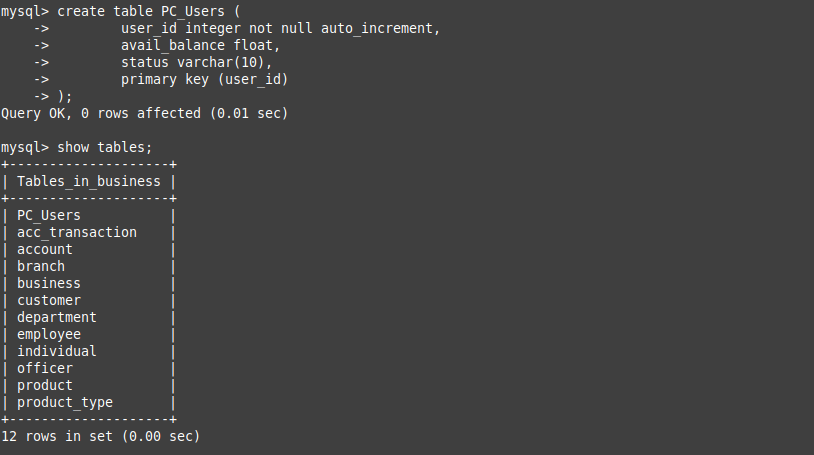 mysql> create table PC_Users (
    ->         user_id integer not null auto_increment,
    ->         avail_balance float,
    ->         status varchar(10),
    ->         primary key (user_id)
    -> );
Query OK, 0 rows affected (0.01 sec)

mysql> show tables;
+--------------------+
| Tables_in_business |
+--------------------+
| PC_Users           |
| acc_transaction    |
| account            |
| branch             |
| business           |
| customer           |
| department         |
| employee           |
| individual         |
| officer            |
| product            |
| product_type       |
+--------------------+
12 rows in set (0.00 sec)